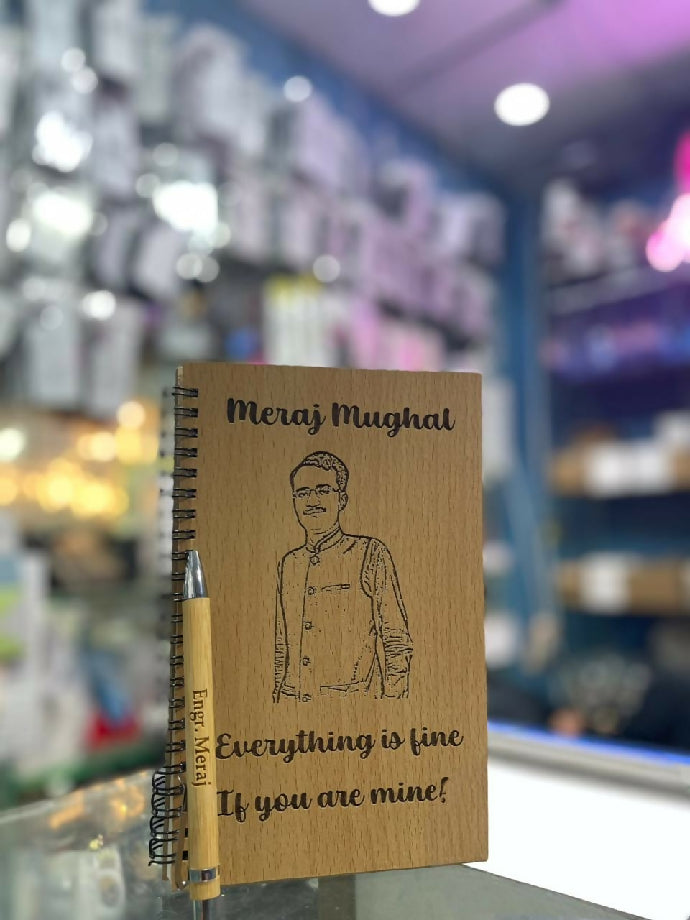 Meraj Mughal
Everything is fine
If you are mine!
Engr. Meraj